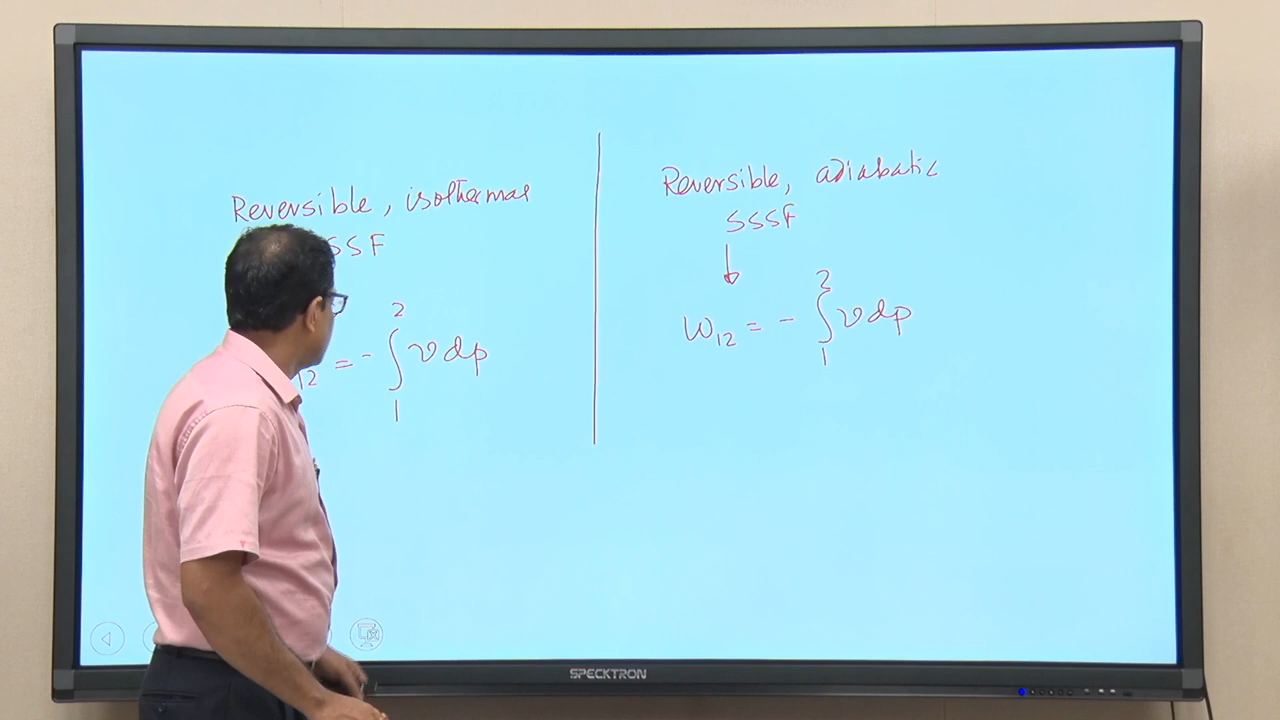 Reversible, isothermal
SSF
12 = - ∫₁² v dp
Reversible, adiabatic
SSSF
↓
W₁₂ = - ∫₁² v dp
SPECKTRON